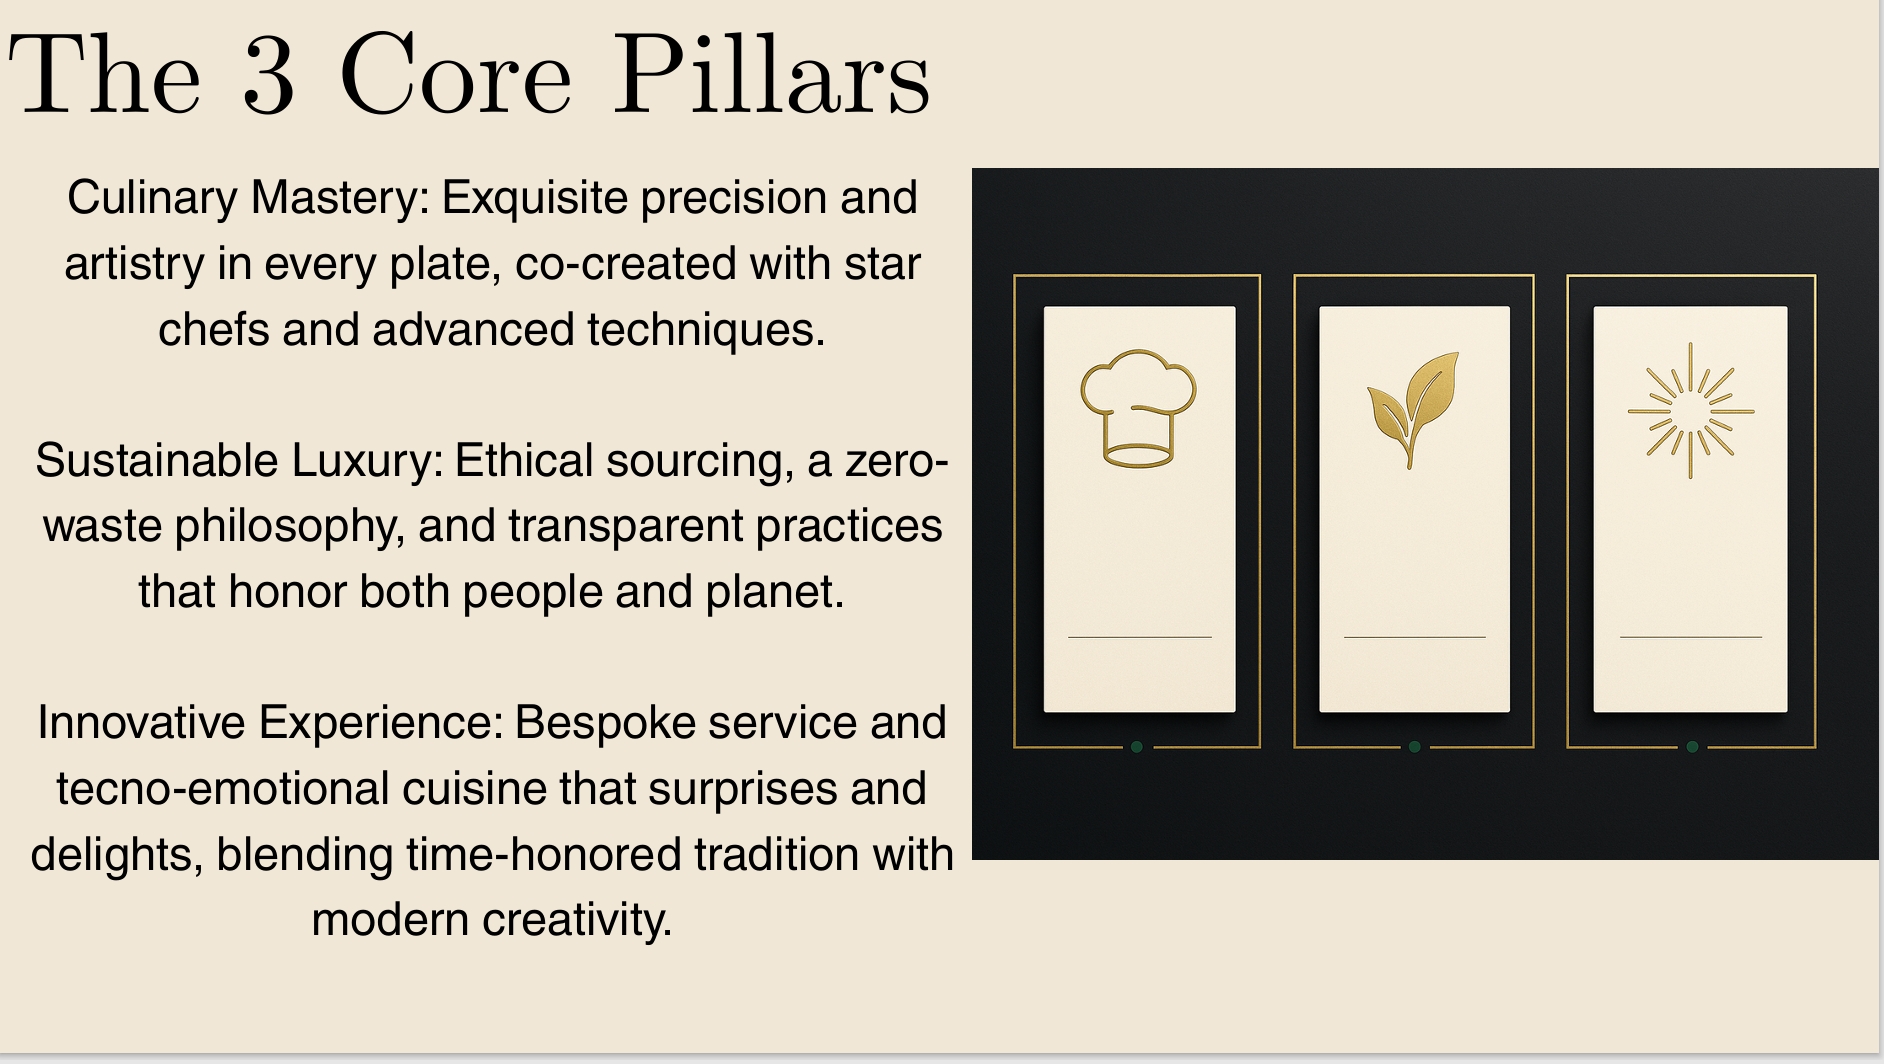 The 3 Core Pillars
Culinary Mastery: Exquisite precision and
artistry in every plate, co-created with star
chefs and advanced techniques.
Sustainable Luxury: Ethical sourcing, a zero-
waste philosophy, and transparent practices
that honor both people and planet.
Innovative Experience: Bespoke service and
tecno-emotional cuisine that surprises and
delights, blending time-honored tradition with
modern creativity.